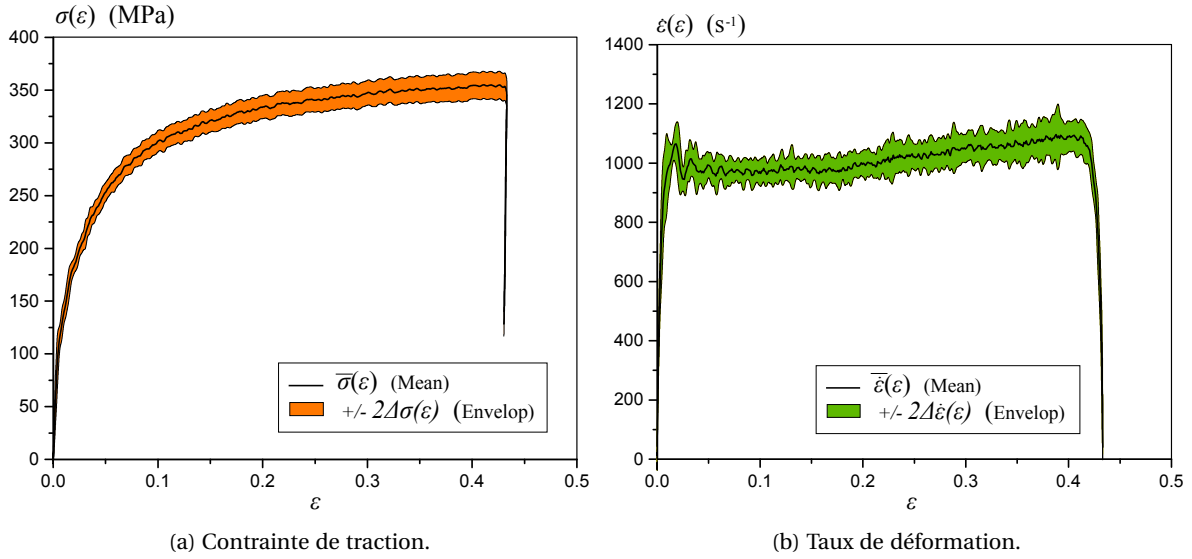 σ(ε) (MPa)
400
350
300
250
200
150
100
50
0
0.0 0.1 0.2 0.3 0.4 0.5
ε
σ̅(ε) (Mean)
+/- 2Δσ(ε) (Envelop)
(a) Contrainte de traction.
ε̇(ε) (s⁻¹)
1400
1200
1000
800
600
400
200
0
0.0 0.1 0.2 0.3 0.4 0.5
ε
ε̇̅(ε) (Mean)
+/- 2Δε̇(ε) (Envelop)
(b) Taux de déformation.